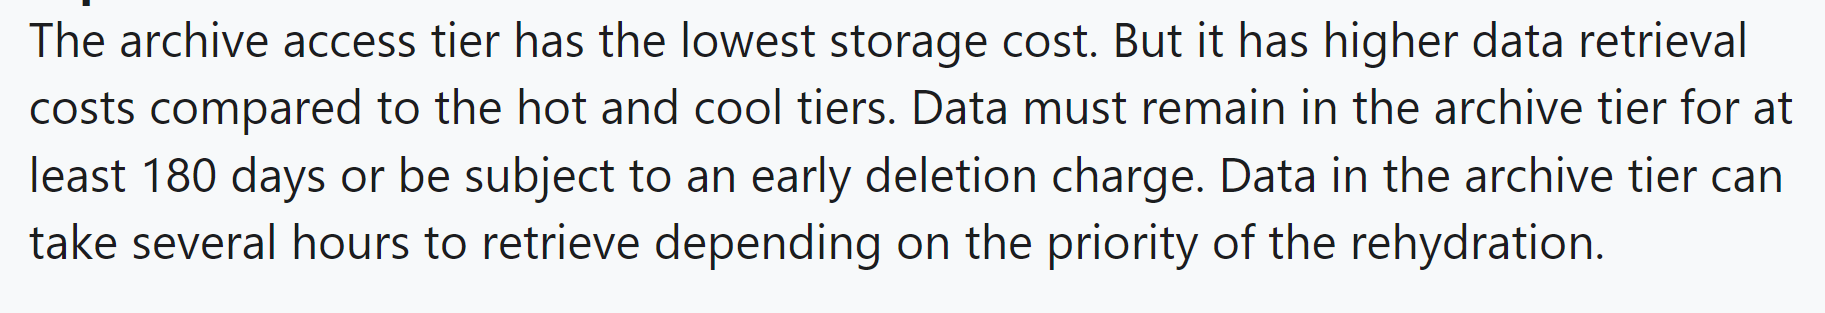 The archive access tier has the lowest storage cost. But it has higher data retrieval
costs compared to the hot and cool tiers. Data must remain in the archive tier for at
least 180 days or be subject to an early deletion charge. Data in the archive tier can
take several hours to retrieve depending on the priority of the rehydration.